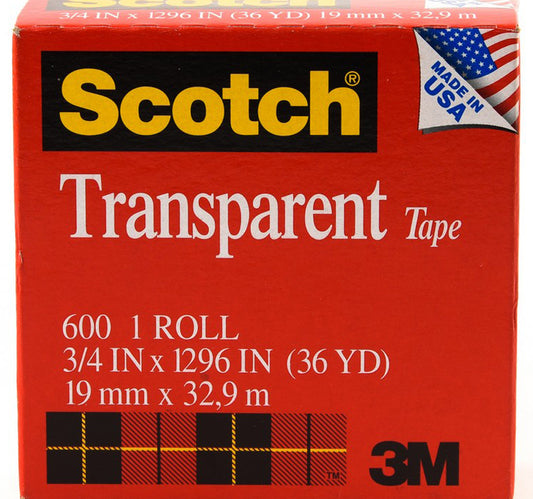 3/4 IN x 1296 IN (36 YD) 19 mm x 32,9 m
Scotch®
MADE IN
USA
Transparent Tape
600 1 ROLL
3/4 IN x 1296 IN (36 YD)
19 mm x 32,9 m
TM
3M